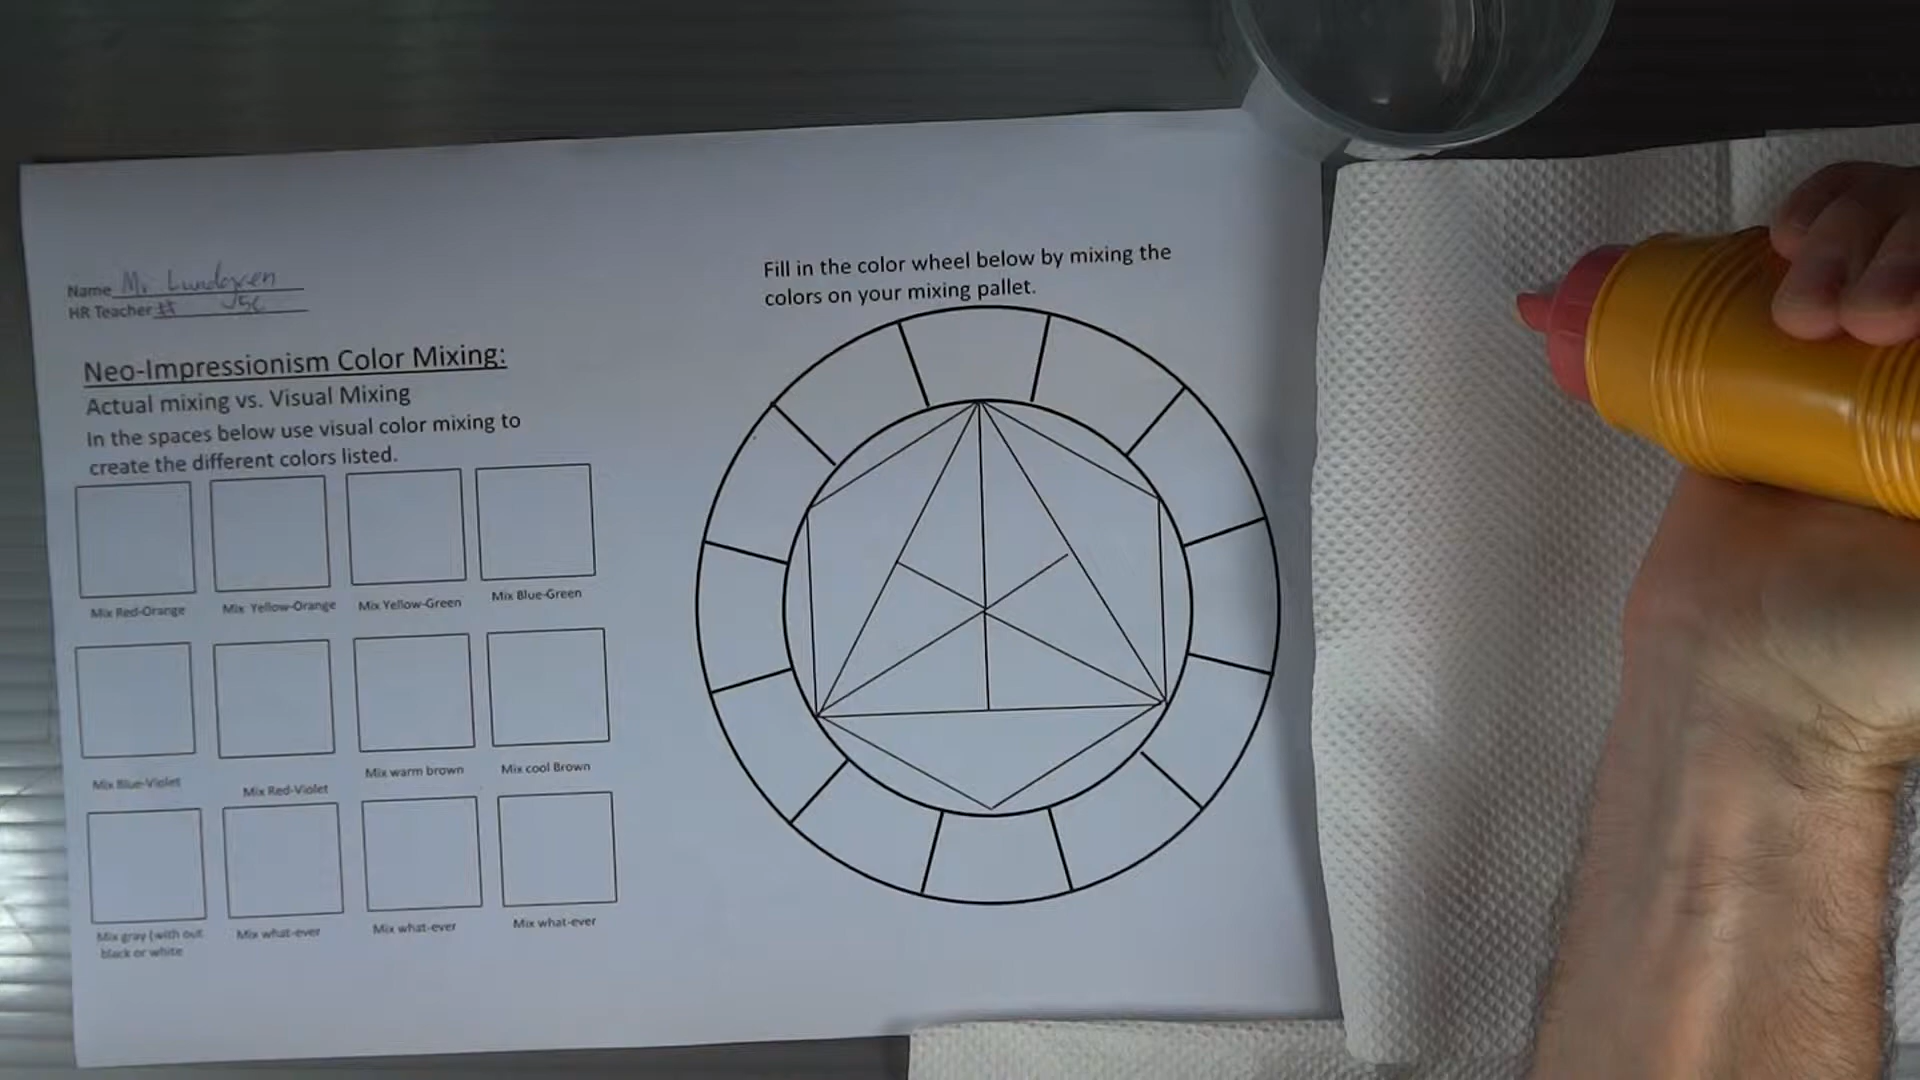 Name Mr Lundgren
HR Teacher # J5C
Neo-Impressionism Color Mixing:
Actual mixing vs. Visual Mixing
In the spaces below use visual color mixing to
create the different colors listed.
Mix Red-Orange
Mix Yellow-Orange
Mix Yellow-Green
Mix Blue-Green
Mix Blue-Violet
Mix Red-Violet
Mix warm brown
Mix cool Brown
Mix gray (with out
black or white
Mix what-ever
Mix what-ever
Mix what-ever
Fill in the color wheel below by mixing the
colors on your mixing pallet.